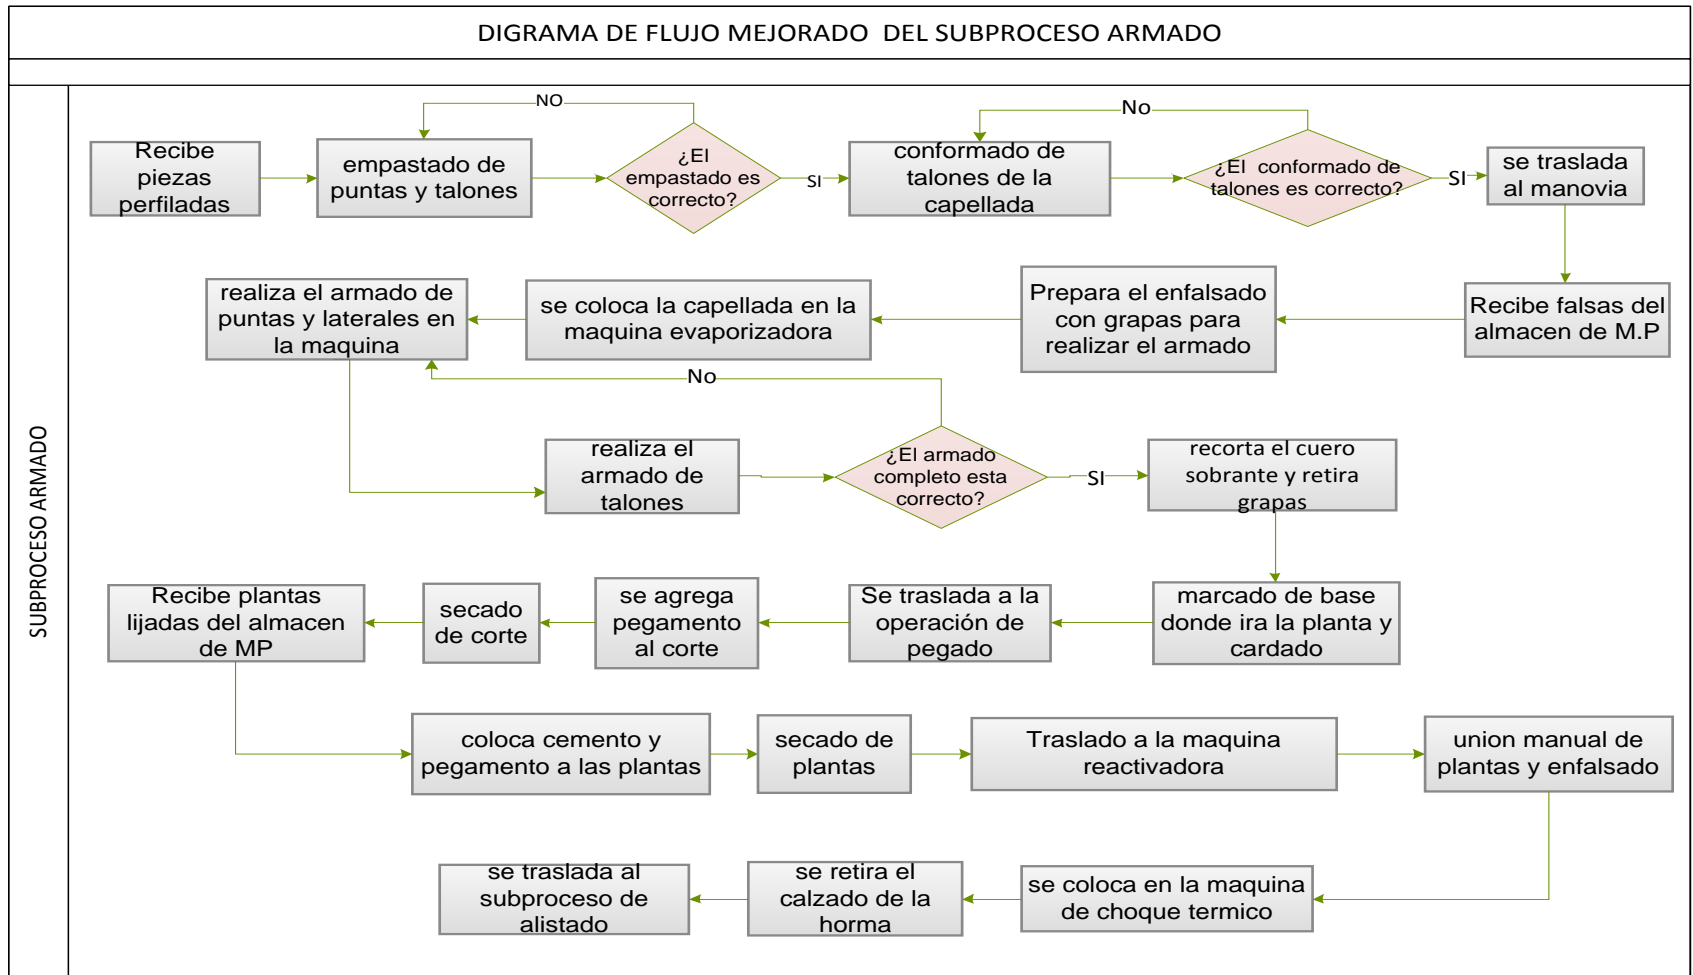 DIGRAMA DE FLUJO MEJORADO  DEL SUBPROCESO ARMADO
SUBPROCESO ARMADO
NO
No
Recibe
piezas
perfiladas
empastado de
puntas y talones
¿El
empastado es
correcto?
SI
conformado de
talones de la
capellada
¿El  conformado de
talones es correcto?
SI
se traslada
al manovia
realiza el armado de
puntas y laterales en
la maquina
se coloca la capellada en la
maquina evaporizadora
Prepara el enfalsado
con grapas para
realizar el armado
Recibe falsas del
almacen de M.P
No
realiza el
armado de
talones
¿El armado
completo esta
correcto?
SI
recorta el cuero
sobrante y retira
grapas
Recibe plantas
lijadas del almacen
de MP
secado
de corte
se agrega
pegamento
al corte
Se traslada a la
operación de
pegado
marcado de base
donde ira la planta y
cardado
coloca cemento y
pegamento a las plantas
secado de
plantas
Traslado a la maquina
reactivadora
union manual de
plantas y enfalsado
se traslada al
subproceso de
alistado
se retira el
calzado de la
horma
se coloca en la maquina
de choque termico